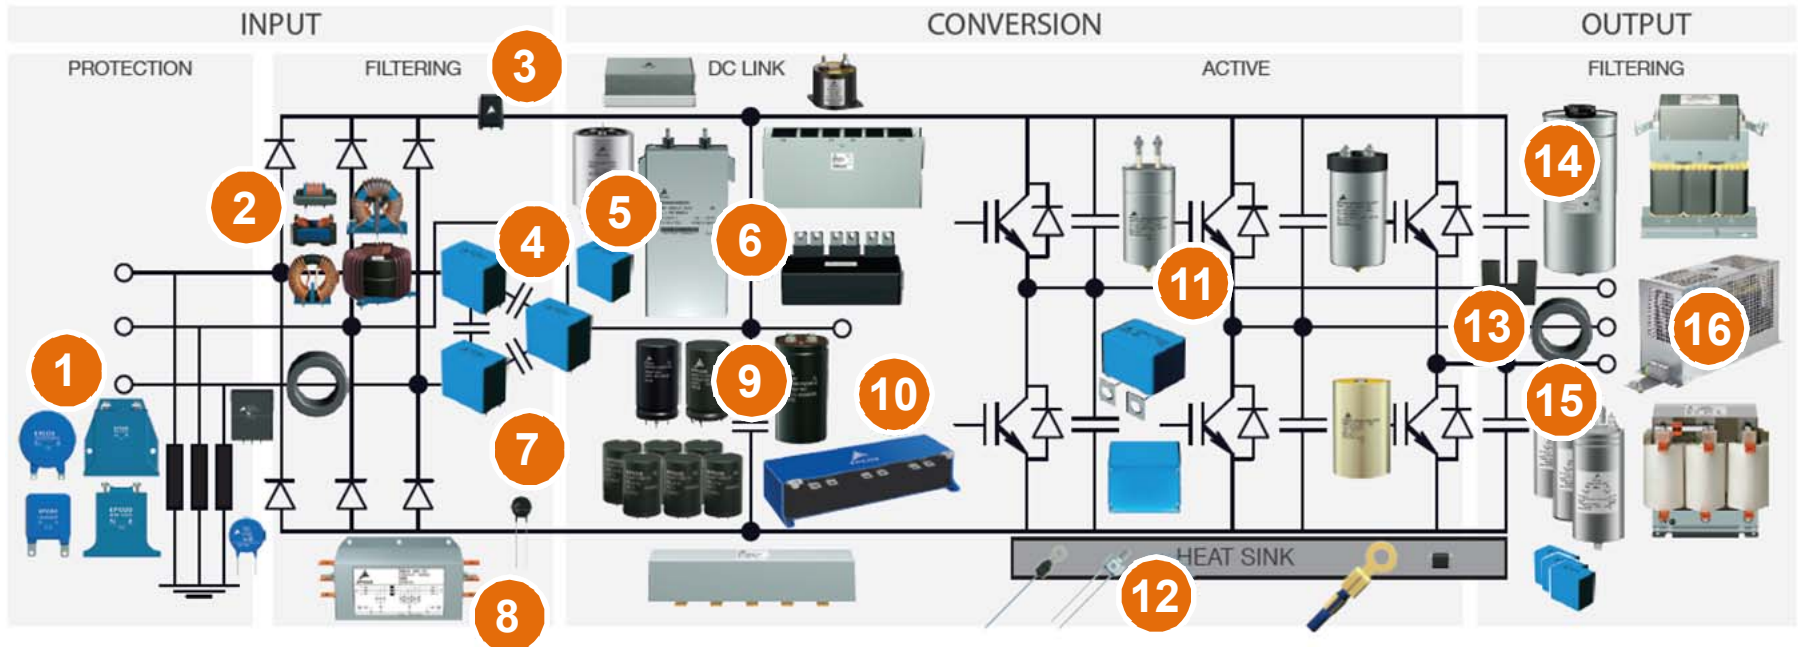 INPUT
CONVERSION
OUTPUT
PROTECTION
FILTERING
DC LINK
ACTIVE
FILTERING
3
14
2
5
4
6
11
13
16
1
9
10
15
7
HEAT SINK
12
8